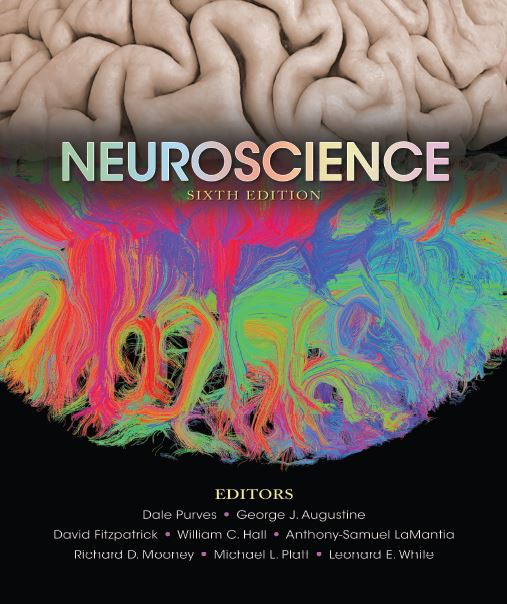 NEUROSCIENCE
SIXTH EDITION
EDITORS
Dale Purves • George J. Augustine
David Fitzpatrick • William C. Hall • Anthony-Samuel LaMantia
Richard D. Mooney • Michael L. Platt • Leonard E. White